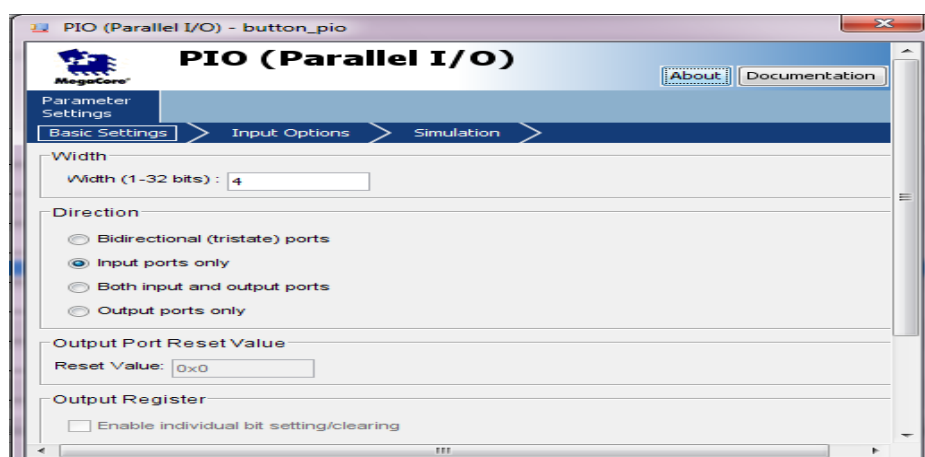 PIO (Parallel I/O) - button_pio
PIO (Parallel I/O)
MegaCore®
About
Documentation
Parameter
Settings
Basic Settings
Input Options
Simulation
Width
Width (1-32 bits) : 4
Direction
Bidirectional (tristate) ports
Input ports only
Both input and output ports
Output ports only
Output Port Reset Value
Reset Value: 0x0
Output Register
Enable individual bit setting/clearing